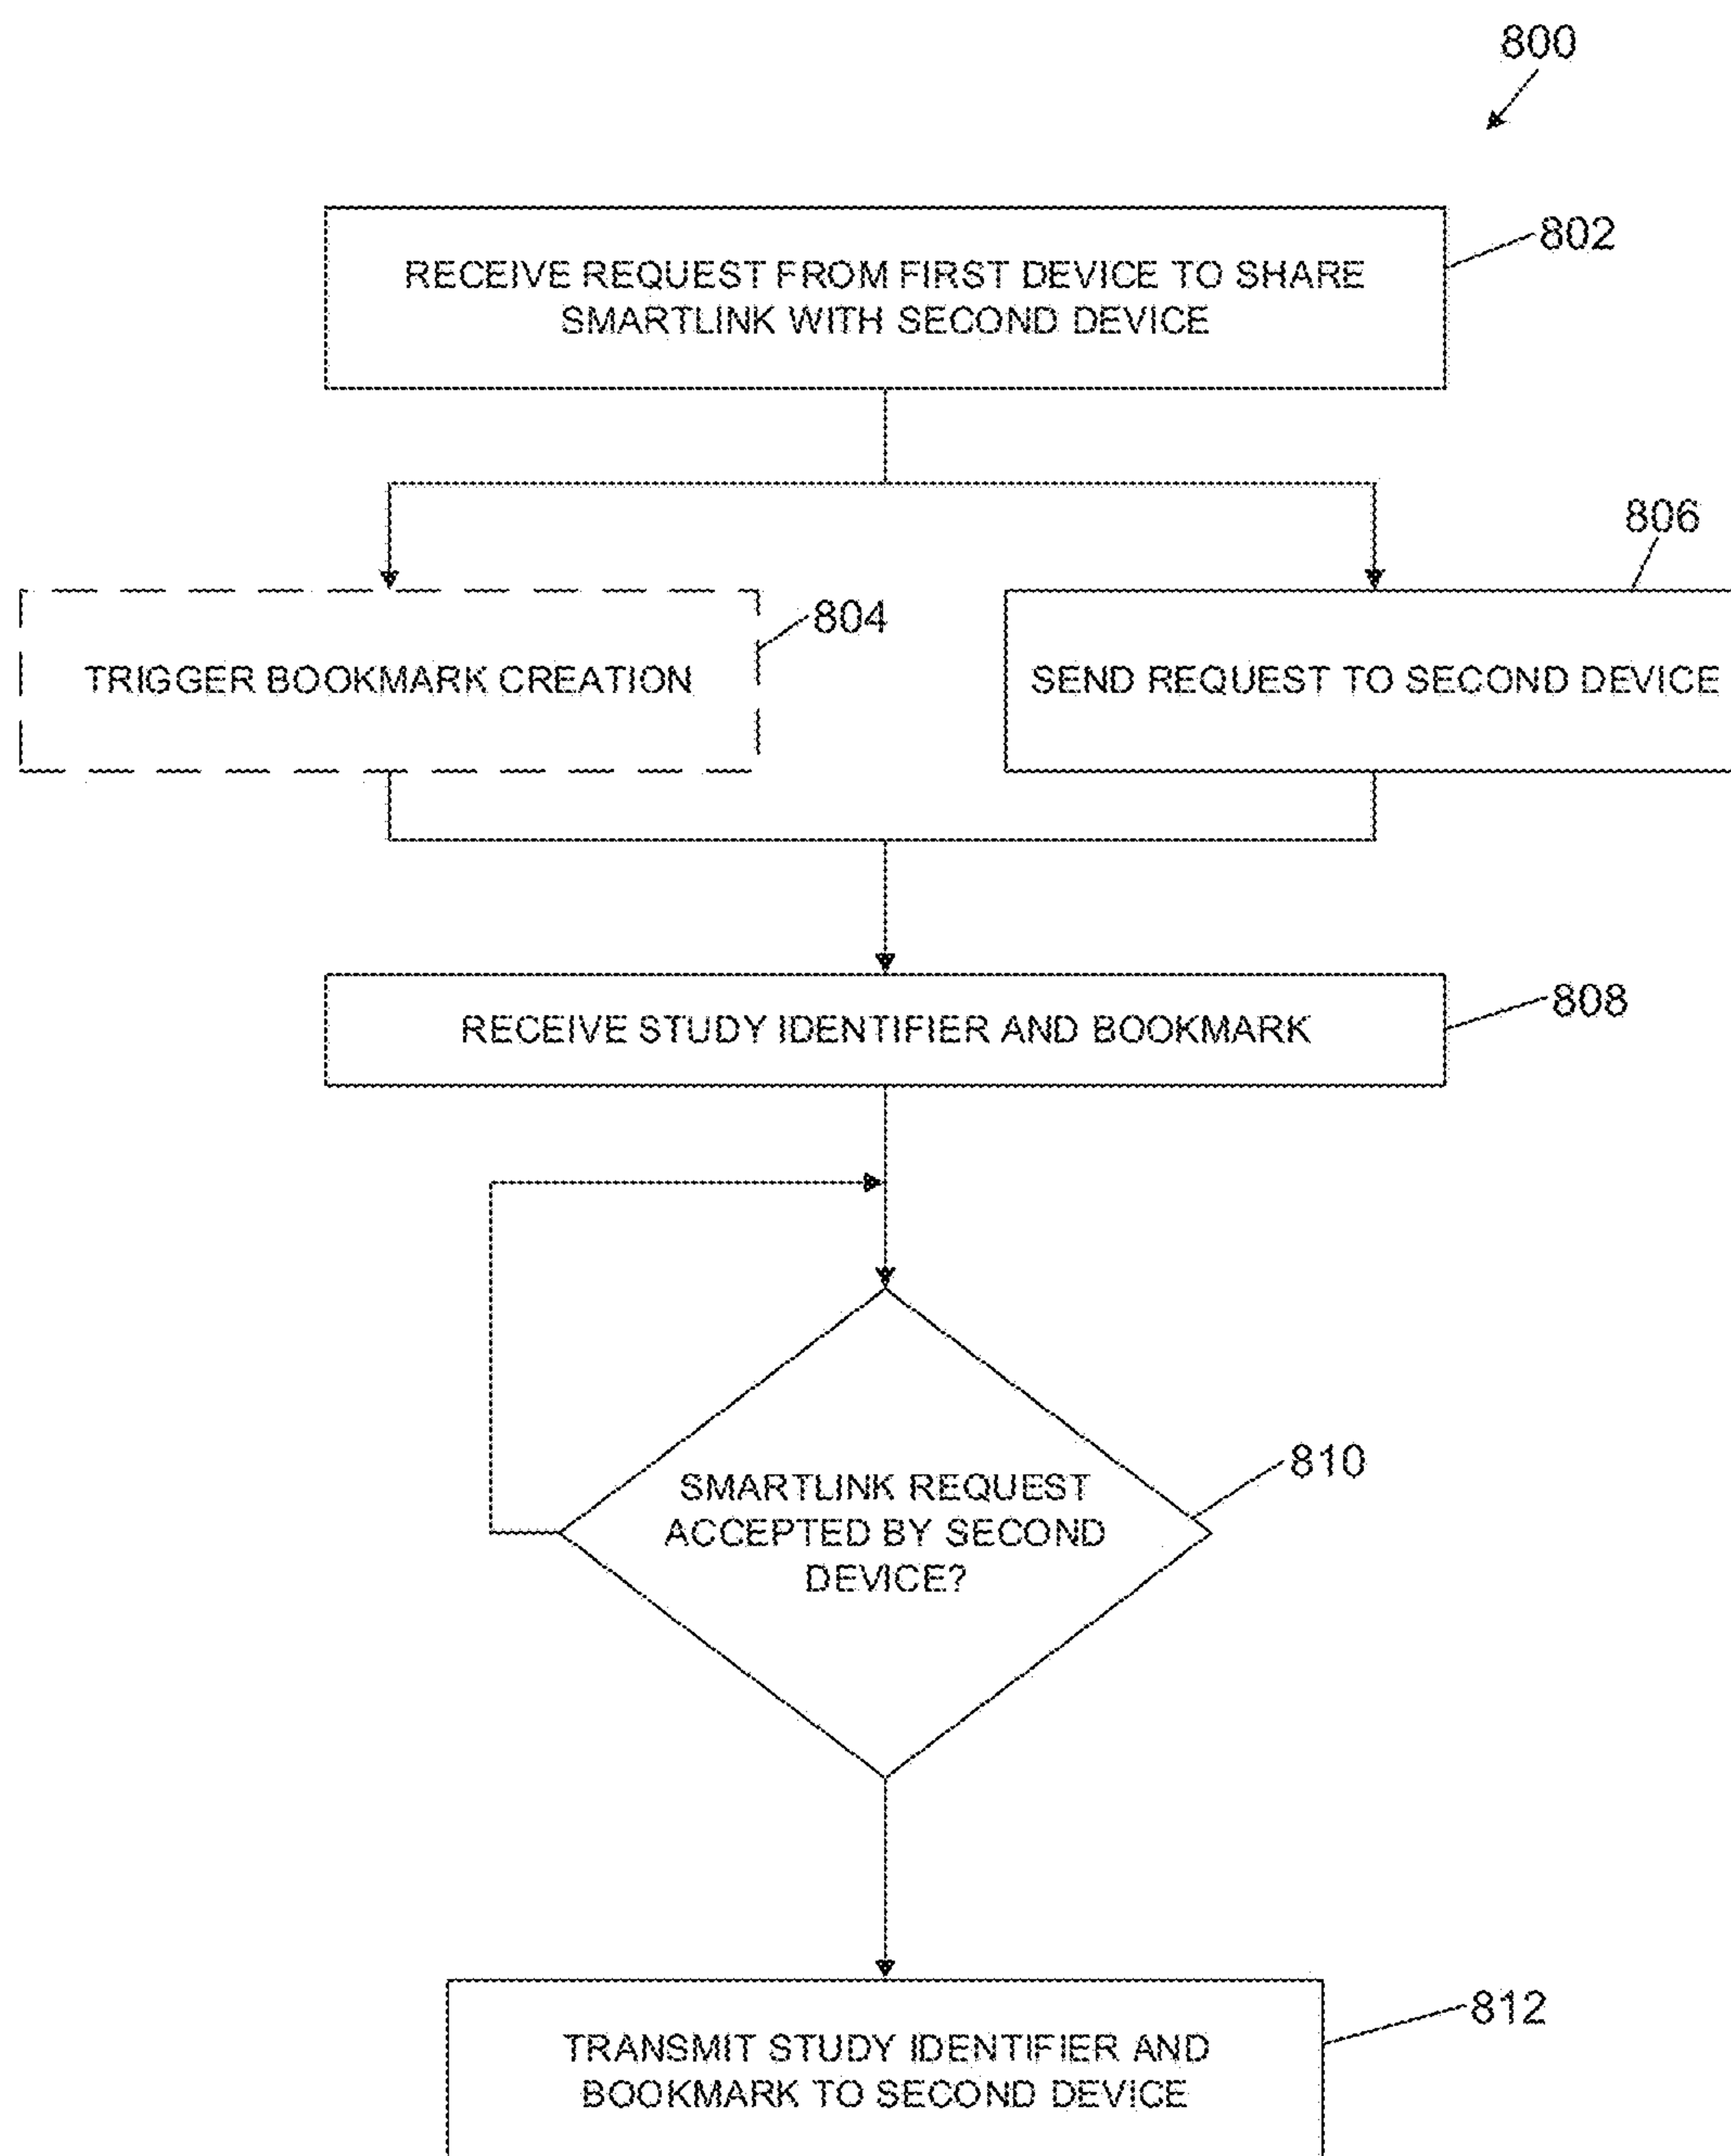 800
RECEIVE REQUEST FROM FIRST DEVICE TO SHARE
SMARTLINK WITH SECOND DEVICE
802
804
TRIGGER BOOKMARK CREATION
806
SEND REQUEST TO SECOND DEVICE
RECEIVE STUDY IDENTIFIER AND BOOKMARK
808
SMARTLINK REQUEST
ACCEPTED BY SECOND
DEVICE?
810
TRANSMIT STUDY IDENTIFIER AND
BOOKMARK TO SECOND DEVICE
812